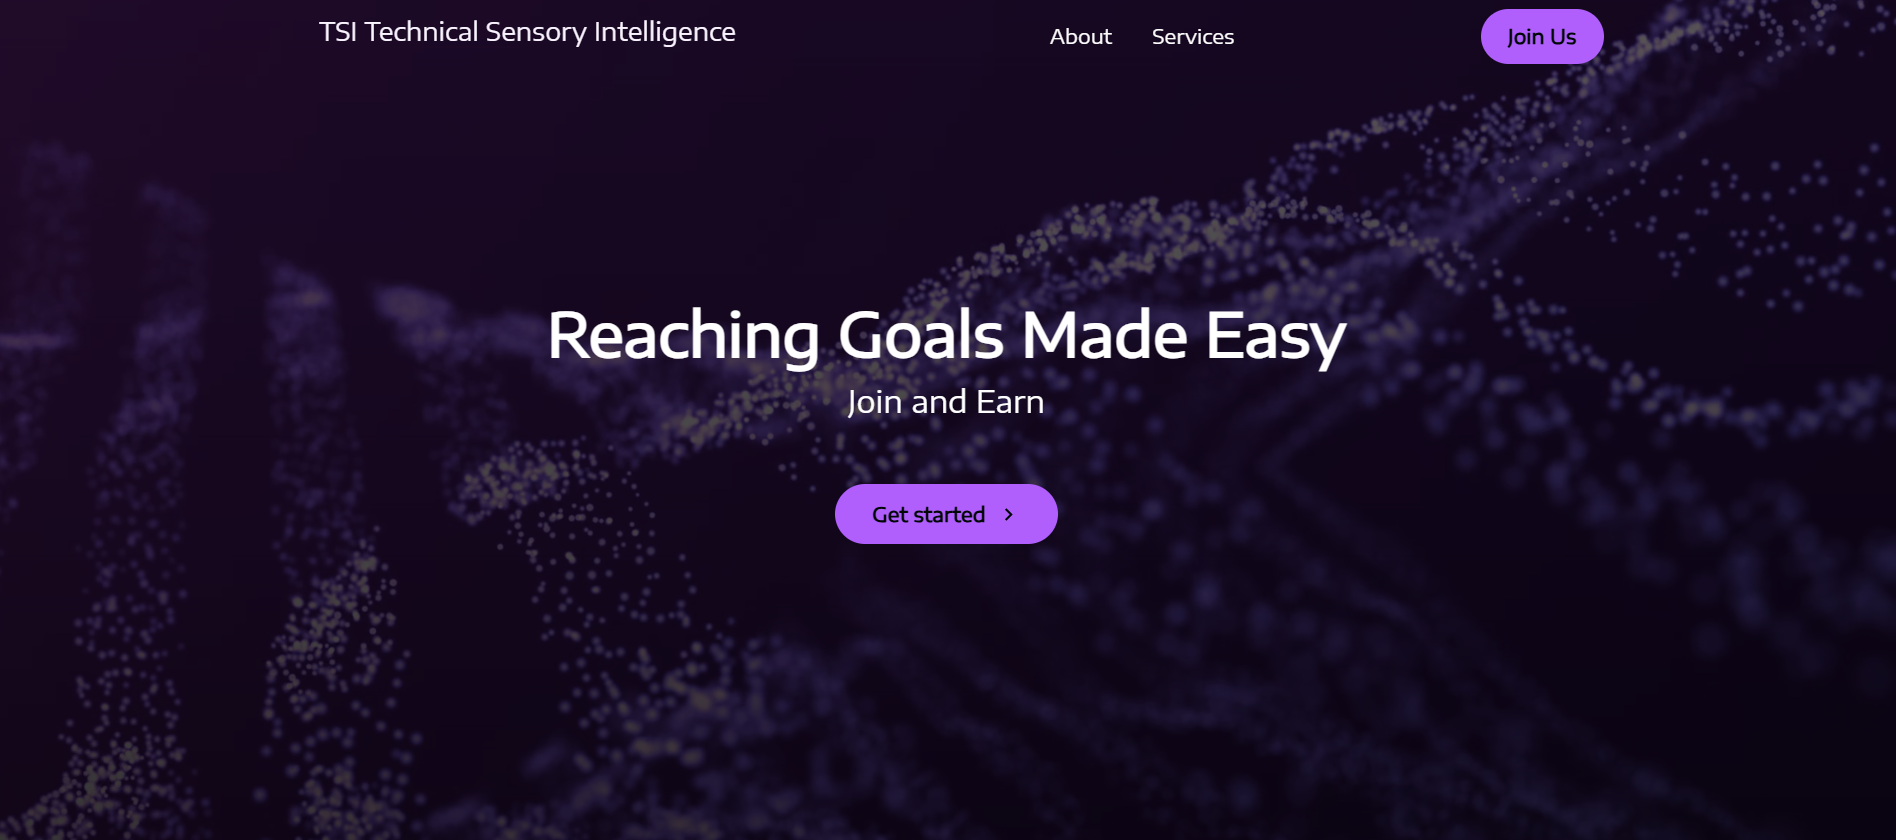 TSI Technical Sensory Intelligence
About
Services
Join Us
Reaching Goals Made Easy
Join and Earn
Get started